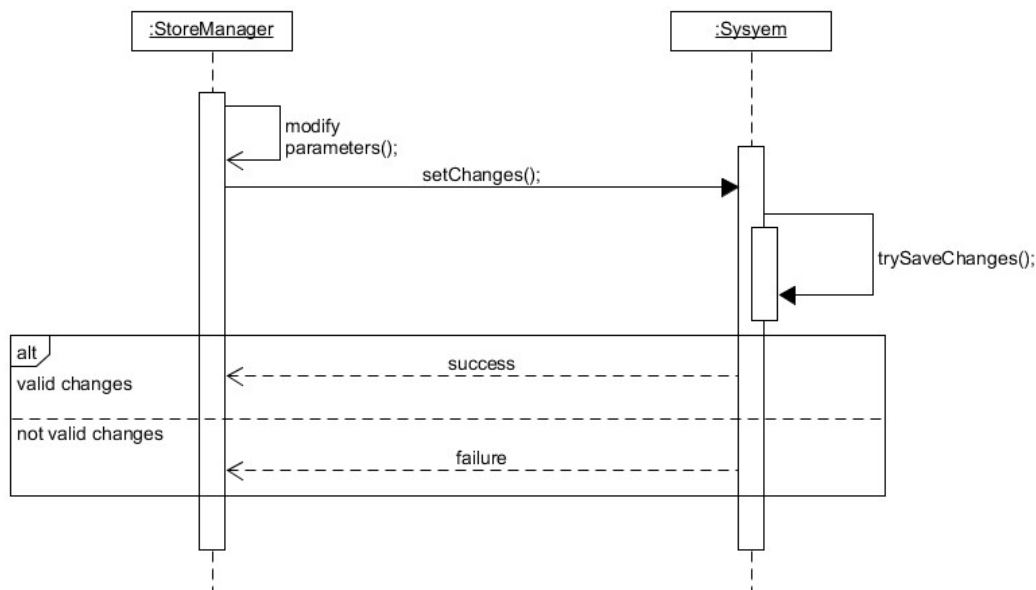 :StoreManager
:Sysyem
modify
parameters();
setChanges();
trySaveChanges();
alt
valid changes
success
not valid changes
failure